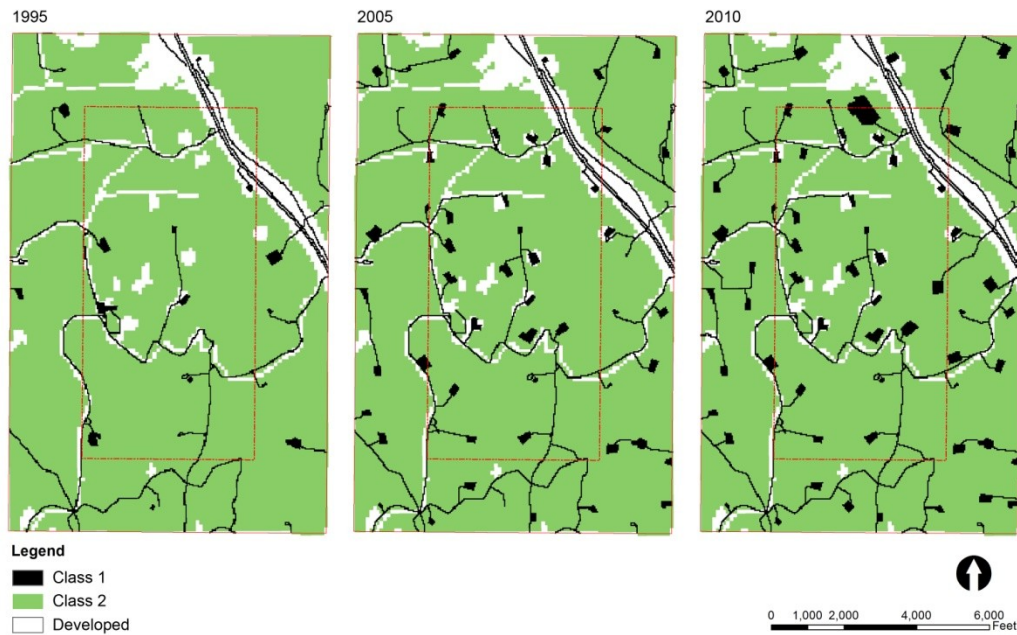 1995
2005
2010
Legend
Class 1
Class 2
Developed
0 1,000 2,000 4,000 6,000
Feet